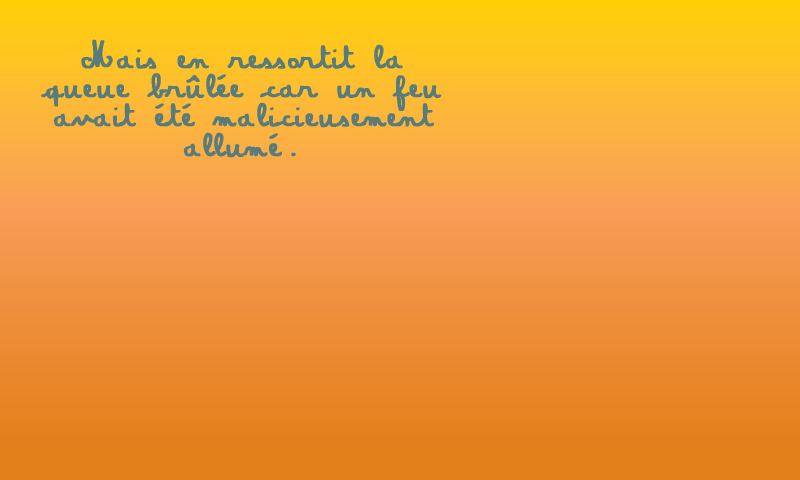 Mais en ressortit la
queue brûlée car un feu
avait été malicieusement
allumé.